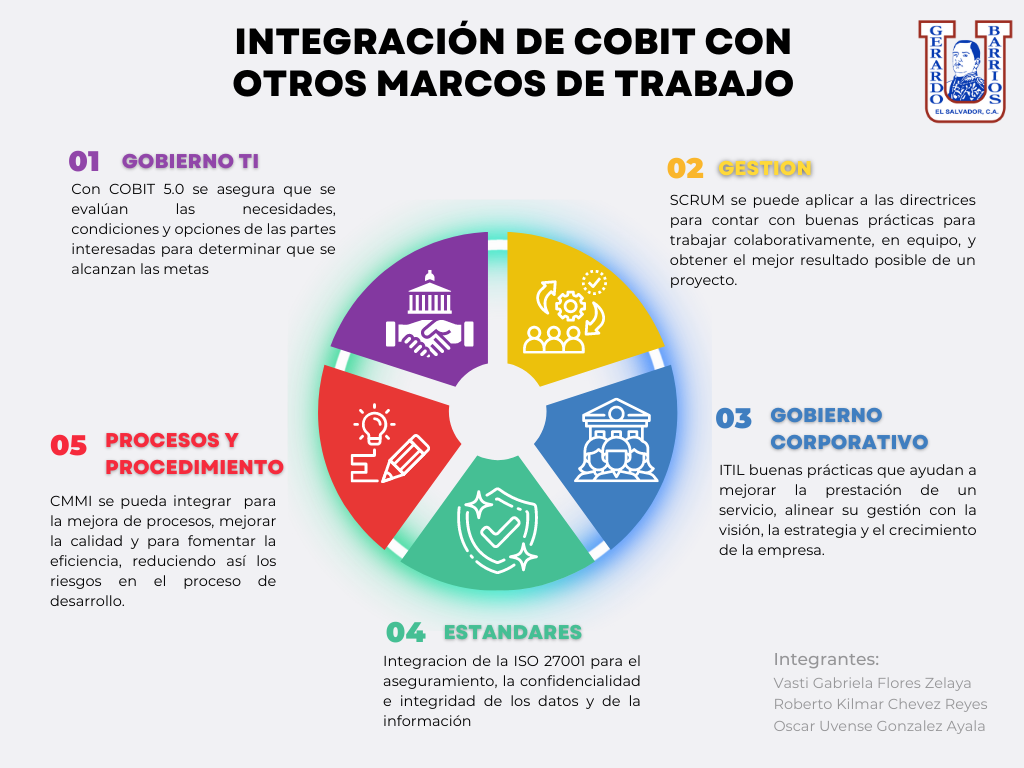 INTEGRACIÓN DE COBIT CON
OTROS MARCOS DE TRABAJO
GERARDO
BARRIOS
EL SALVADOR, C.A.
01 GOBIERNO TI
Con COBIT 5.0 se asegura que se
evalúan las necesidades,
condiciones y opciones de las partes
interesadas para determinar que se
alcanzan las metas
02 GESTION
SCRUM se puede aplicar a las directrices
para contar con buenas prácticas para
trabajar colaborativamente, en equipo, y
obtener el mejor resultado posible de un
proyecto.
03 GOBIERNO
CORPORATIVO
ITIL buenas prácticas que ayudan a
mejorar la prestación de un
servicio, alinear su gestión con la
visión, la estrategia y el crecimiento
de la empresa.
05 PROCESOS Y
PROCEDIMIENTO
CMMI se pueda integrar para
la mejora de procesos, mejorar
la calidad y para fomentar la
eficiencia, reduciendo así los
riesgos en el proceso de
desarrollo.
04 ESTANDARES
Integracion de la ISO 27001 para el
aseguramiento, la confidencialidad
e integridad de los datos y de la
información
Integrantes:
Vasti Gabriela Flores Zelaya
Roberto Kilmar Chevez Reyes
Oscar Uvense Gonzalez Ayala